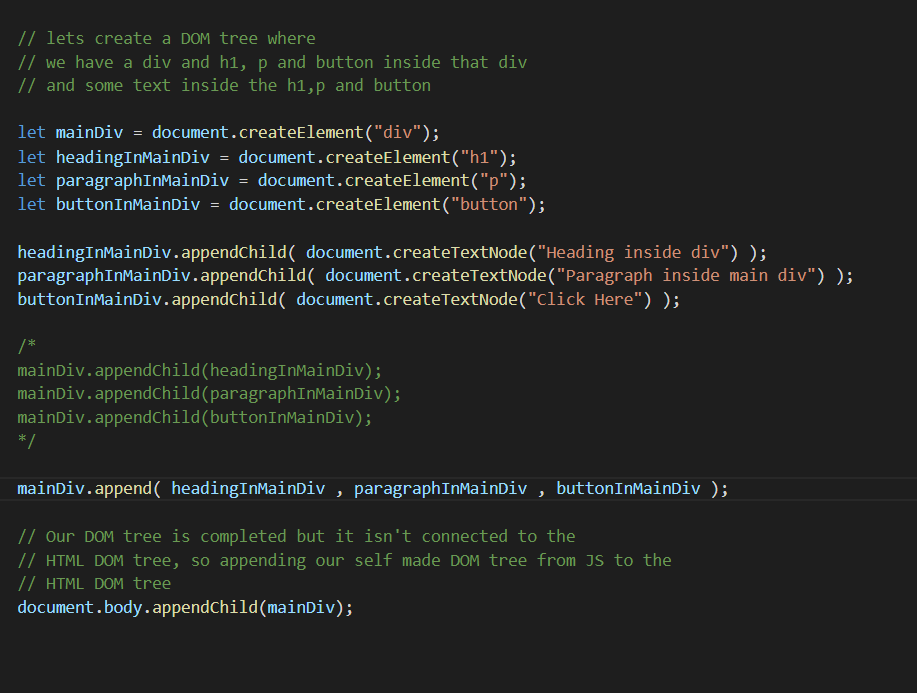 // lets create a DOM tree where
// we have a div and h1, p and button inside that div
// and some text inside the h1,p and button
let mainDiv = document.createElement("div");
let headingInMainDiv = document.createElement("h1");
let paragraphInMainDiv = document.createElement("p");
let buttonInMainDiv = document.createElement("button");
headingInMainDiv.appendChild( document.createTextNode("Heading inside div") );
paragraphInMainDiv.appendChild( document.createTextNode("Paragraph inside main div") );
buttonInMainDiv.appendChild( document.createTextNode("Click Here") );
/*
mainDiv.appendChild(headingInMainDiv);
mainDiv.appendChild(paragraphInMainDiv);
mainDiv.appendChild(buttonInMainDiv);
*/
mainDiv.append( headingInMainDiv , paragraphInMainDiv , buttonInMainDiv );
// Our DOM tree is completed but it isn't connected to the
// HTML DOM tree, so appending our self made DOM tree from JS to the
// HTML DOM tree
document.body.appendChild(mainDiv);